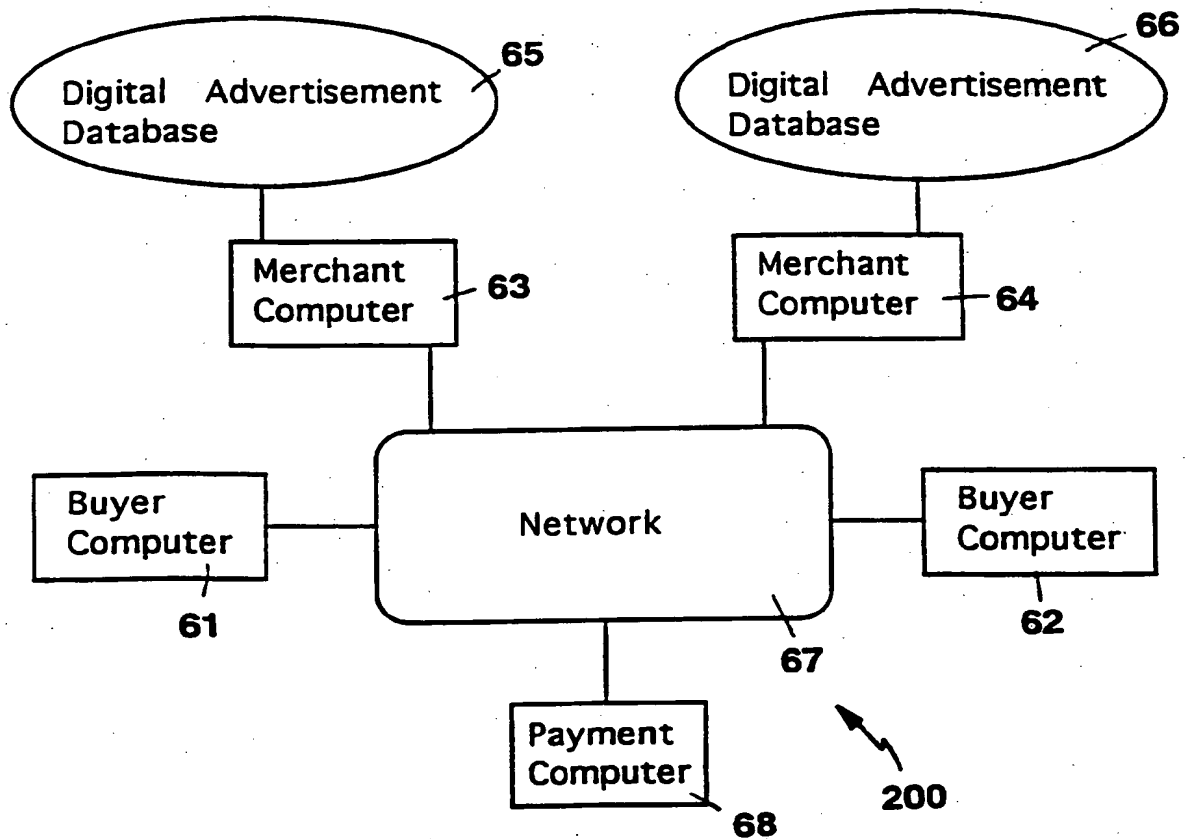 65
Digital Advertisement
Database
66
Digital Advertisement
Database
Merchant
Computer
63
Merchant
Computer
64
Buyer
Computer
61
Network
67
Buyer
Computer
62
Payment
Computer
68
200